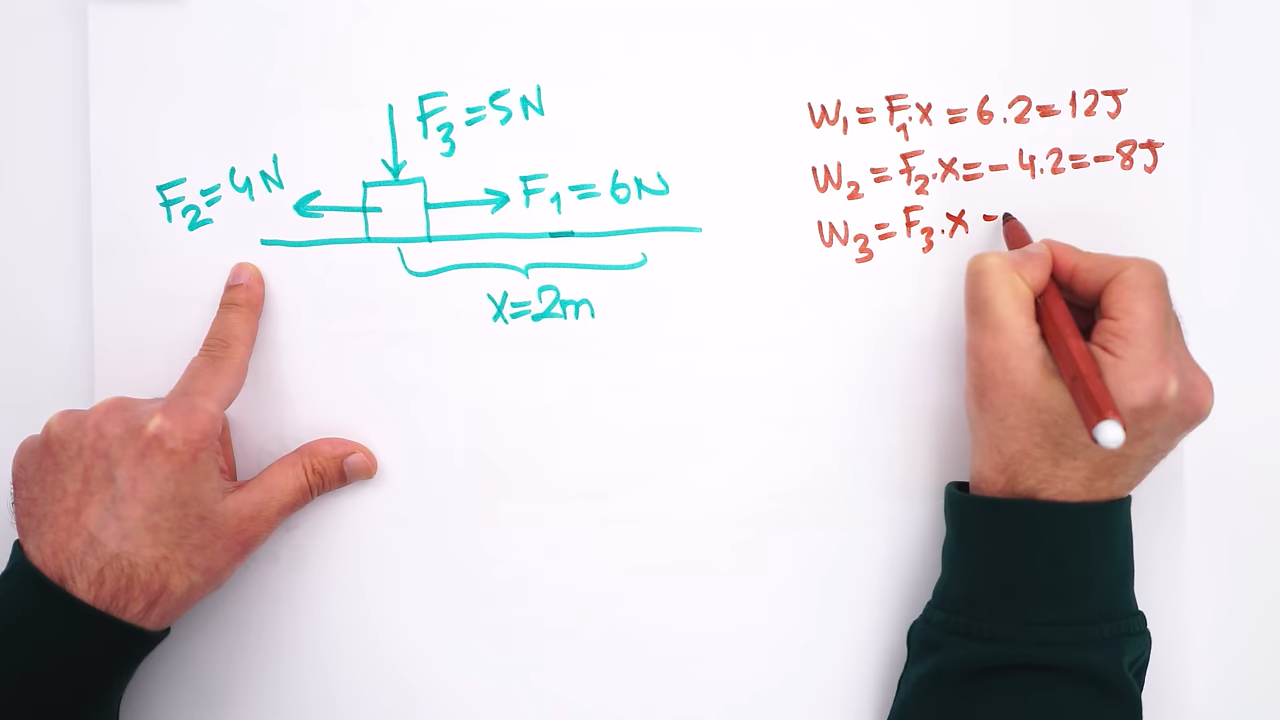 F₃=5N
F₂=4N
F₁=6N
x=2m
W₁=F₁.x=6.2=12J
W₂=F₂.x=-4.2=-8J
W₃=F₃.x